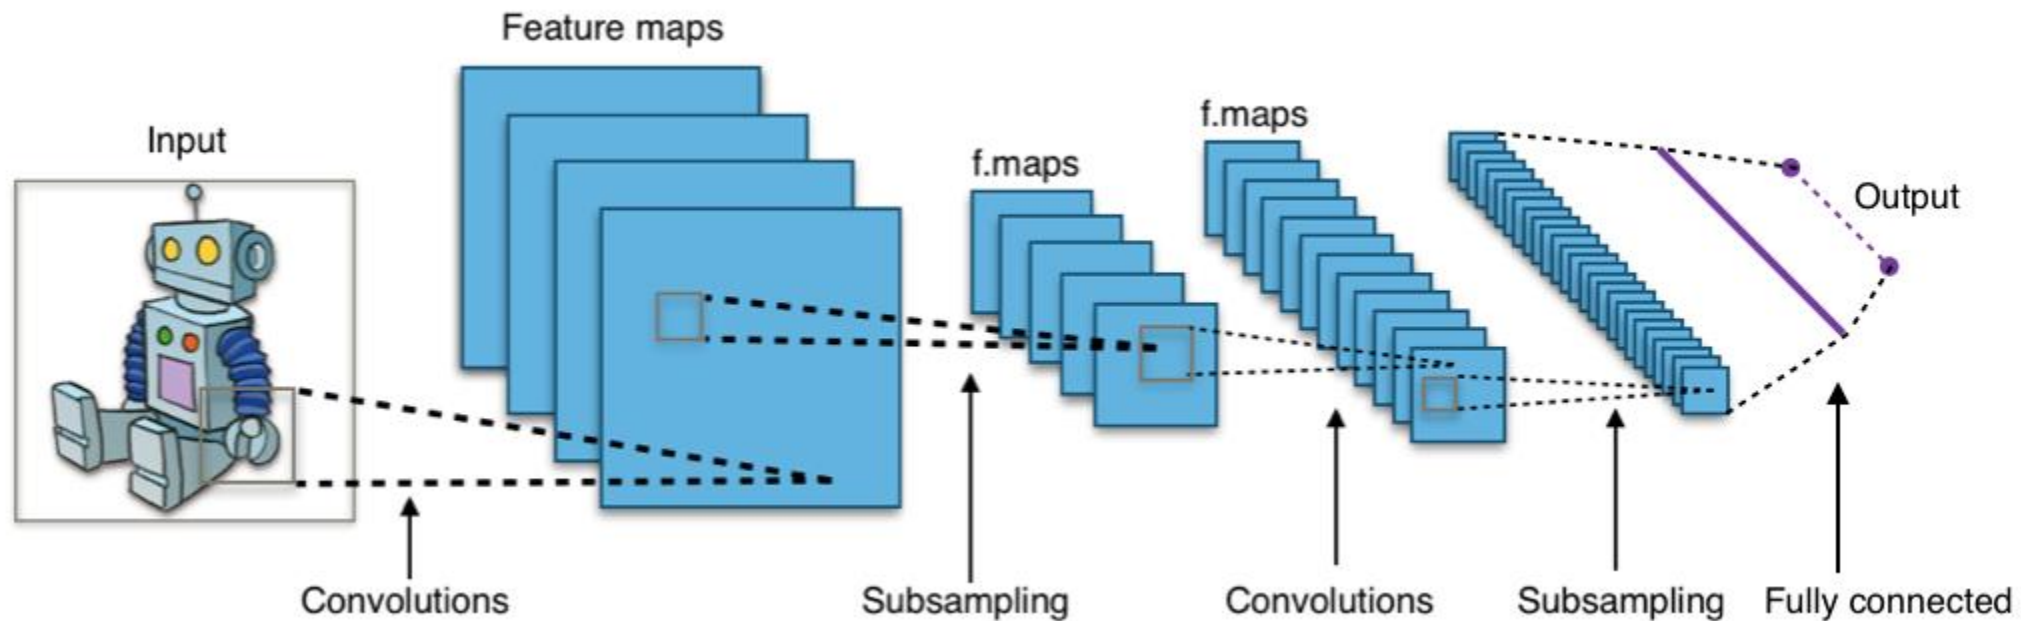 Feature maps
f.maps
Input
f.maps
Output
Convolutions
Subsampling
Convolutions
Subsampling
Fully connected